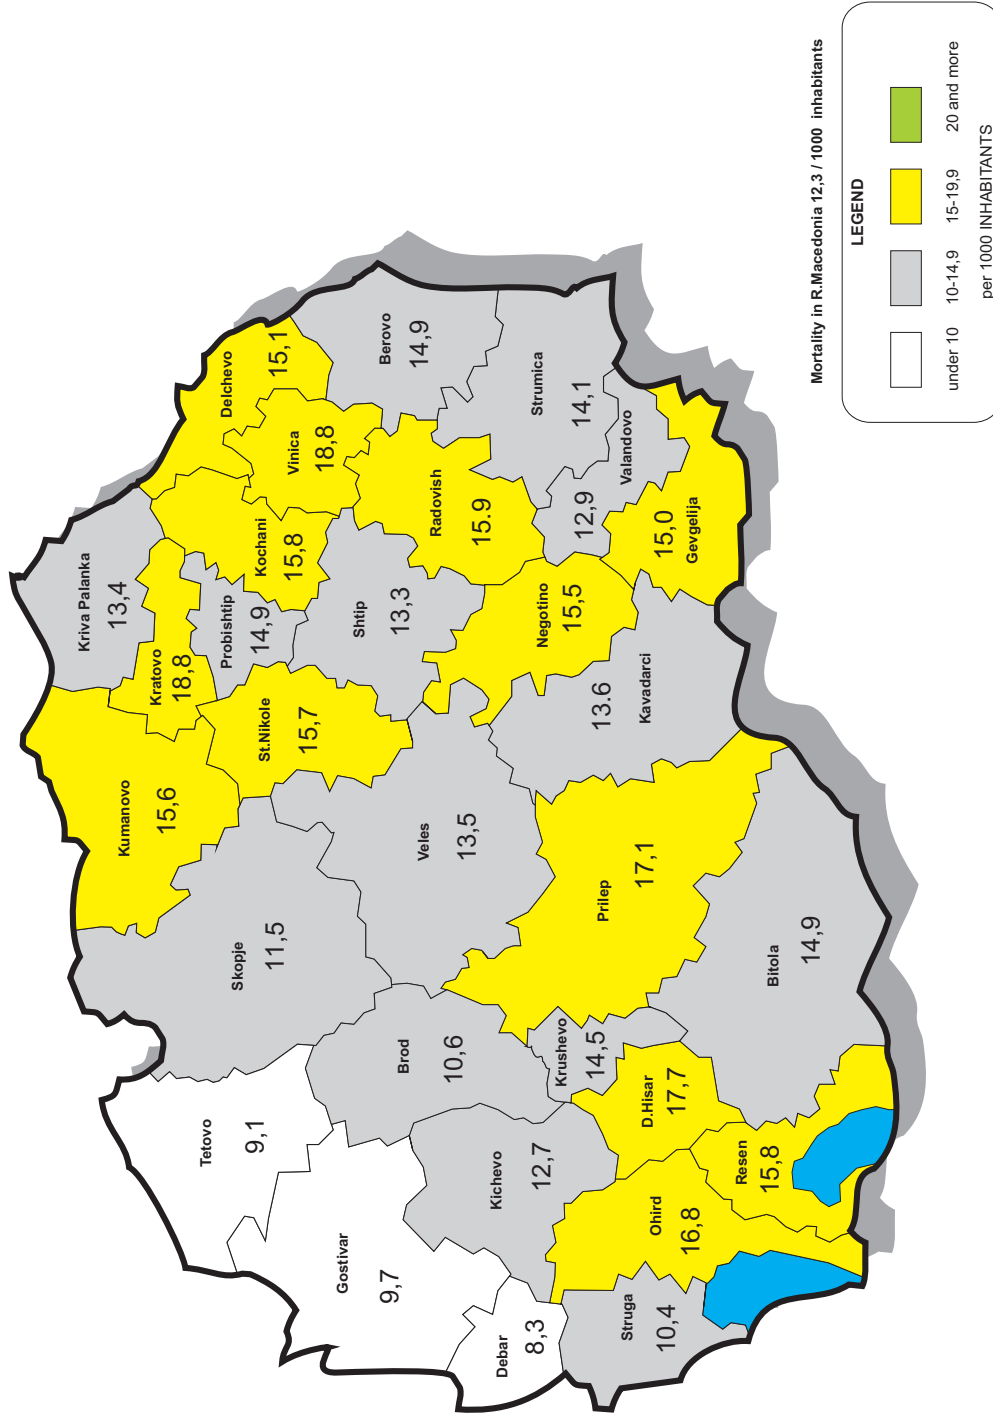 Kriva Palanka
13,4
Kumanovo
15,6
Kratovo
18,8
Delchevo
15,1
Probishtip
14,9
Kochani
15,8
Vinica
18,8
St.Nikole
15,7
Skopje
11,5
Tetovo
9,1
Berovo
14,9
Shtip
13,3
Radovish
15.9
Veles
13,5
Brod
10,6
Gostivar
9,7
Strumica
14,1
Negotino
15,5
Valandovo
12,9
Kichevo
12,7
Debar
8,3
Krushevo
14,5
Prilep
17,1
Kavadarci
13.6
Gevgelija
15,0
D.Hisar
17,7
Struga
10,4
Ohird
16,8
Resen
15,8
Bitola
14,9
Mortality in R.Macedonia 12,3 / 1000 inhabitants
LEGEND
under 10
10-14,9
15-19,9
20 and more
per 1000 INHABITANTS